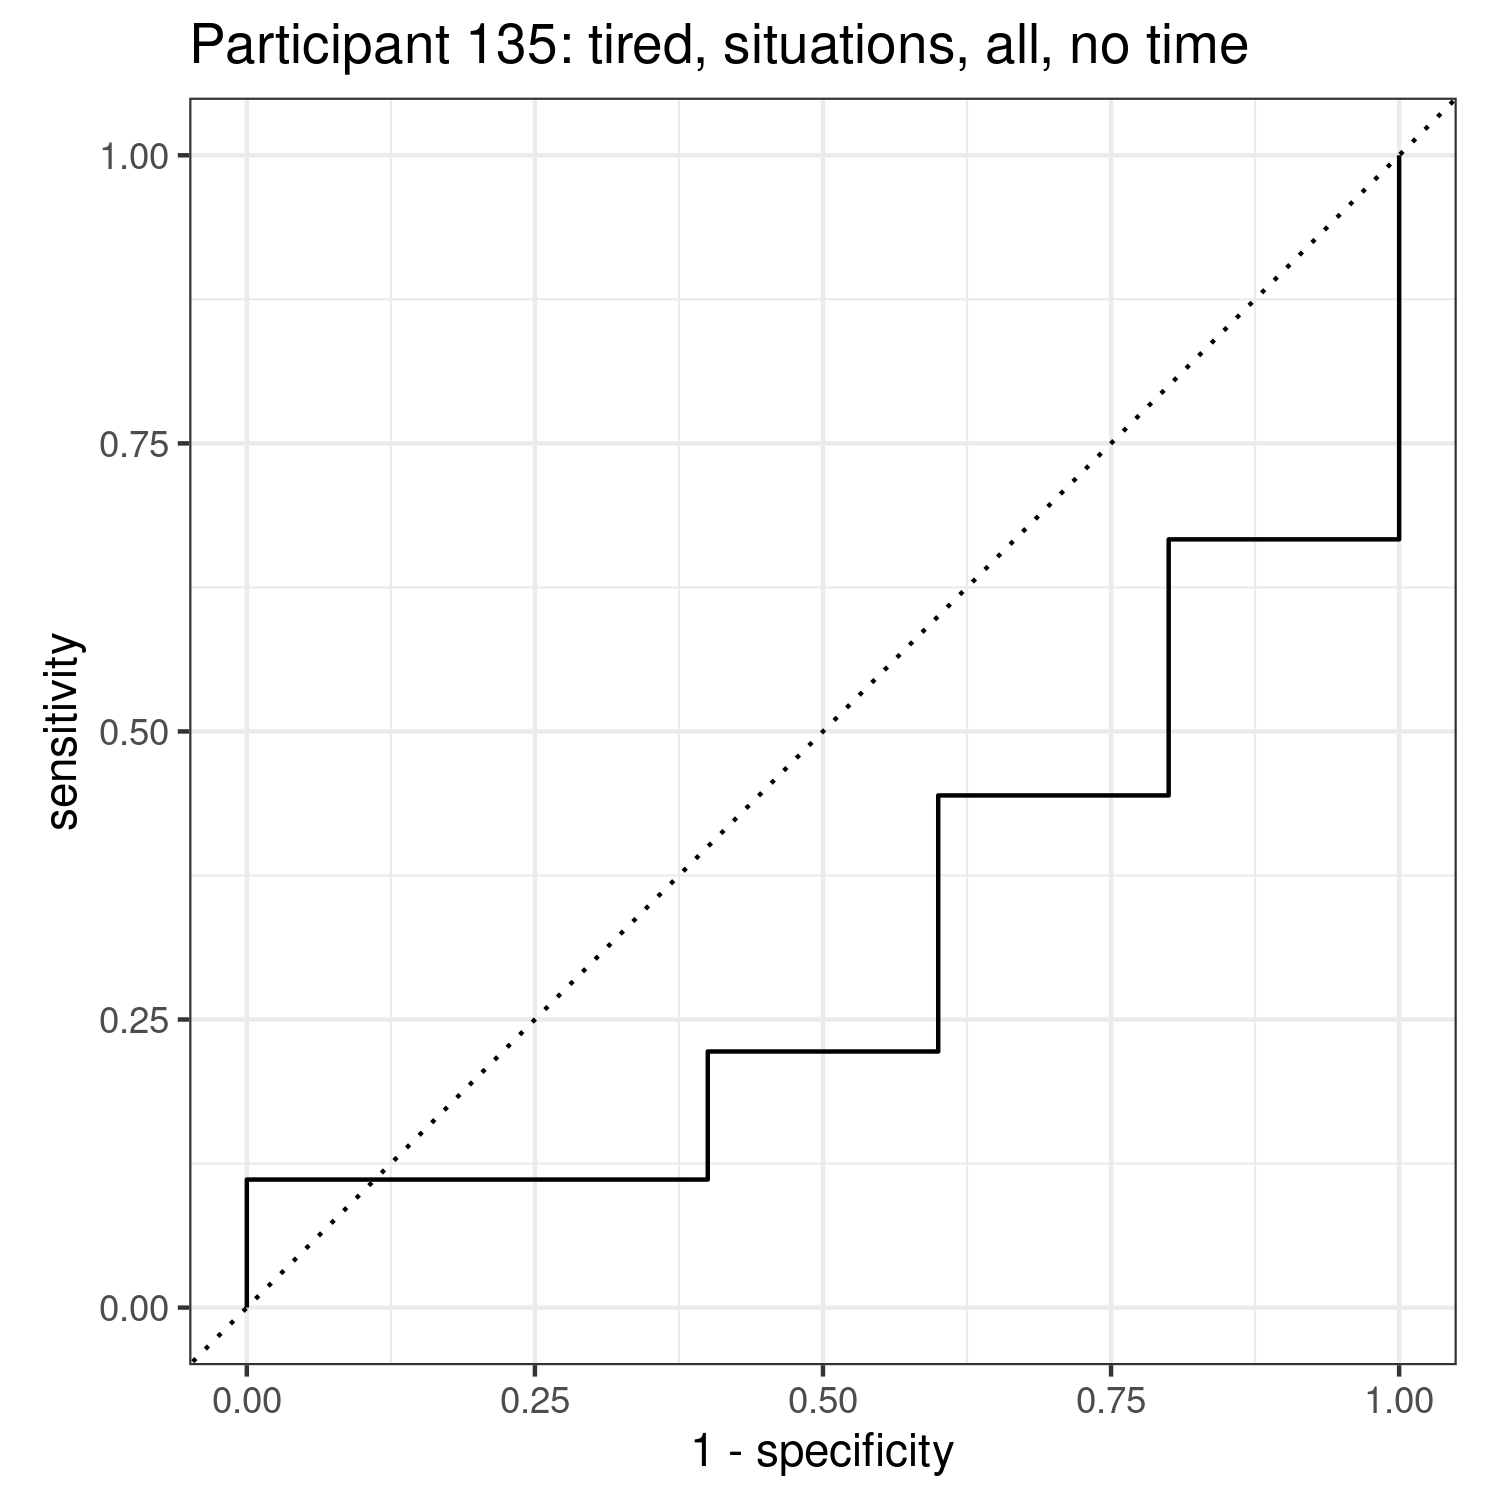 Participant 135: tired, situations, all, no time
1.00
0.75
0.50
0.25
0.00
sensitivity
0.00 0.25 0.50 0.75 1.00
1 - specificity